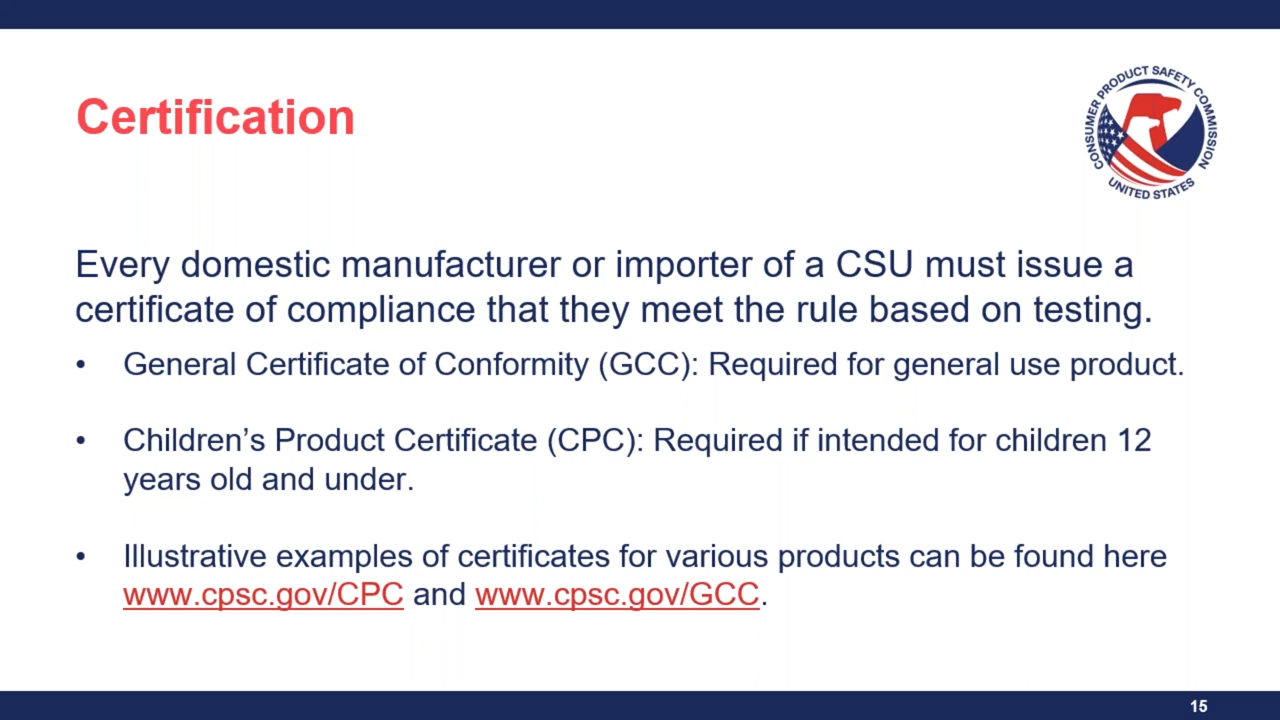 Certification
CONSUMER PRODUCT SAFETY COMMISSION
UNITED STATES
Every domestic manufacturer or importer of a CSU must issue a
certificate of compliance that they meet the rule based on testing.
• General Certificate of Conformity (GCC): Required for general use product.
• Children’s Product Certificate (CPC): Required if intended for children 12
years old and under.
• Illustrative examples of certificates for various products can be found here
www.cpsc.gov/CPC and www.cpsc.gov/GCC.
15